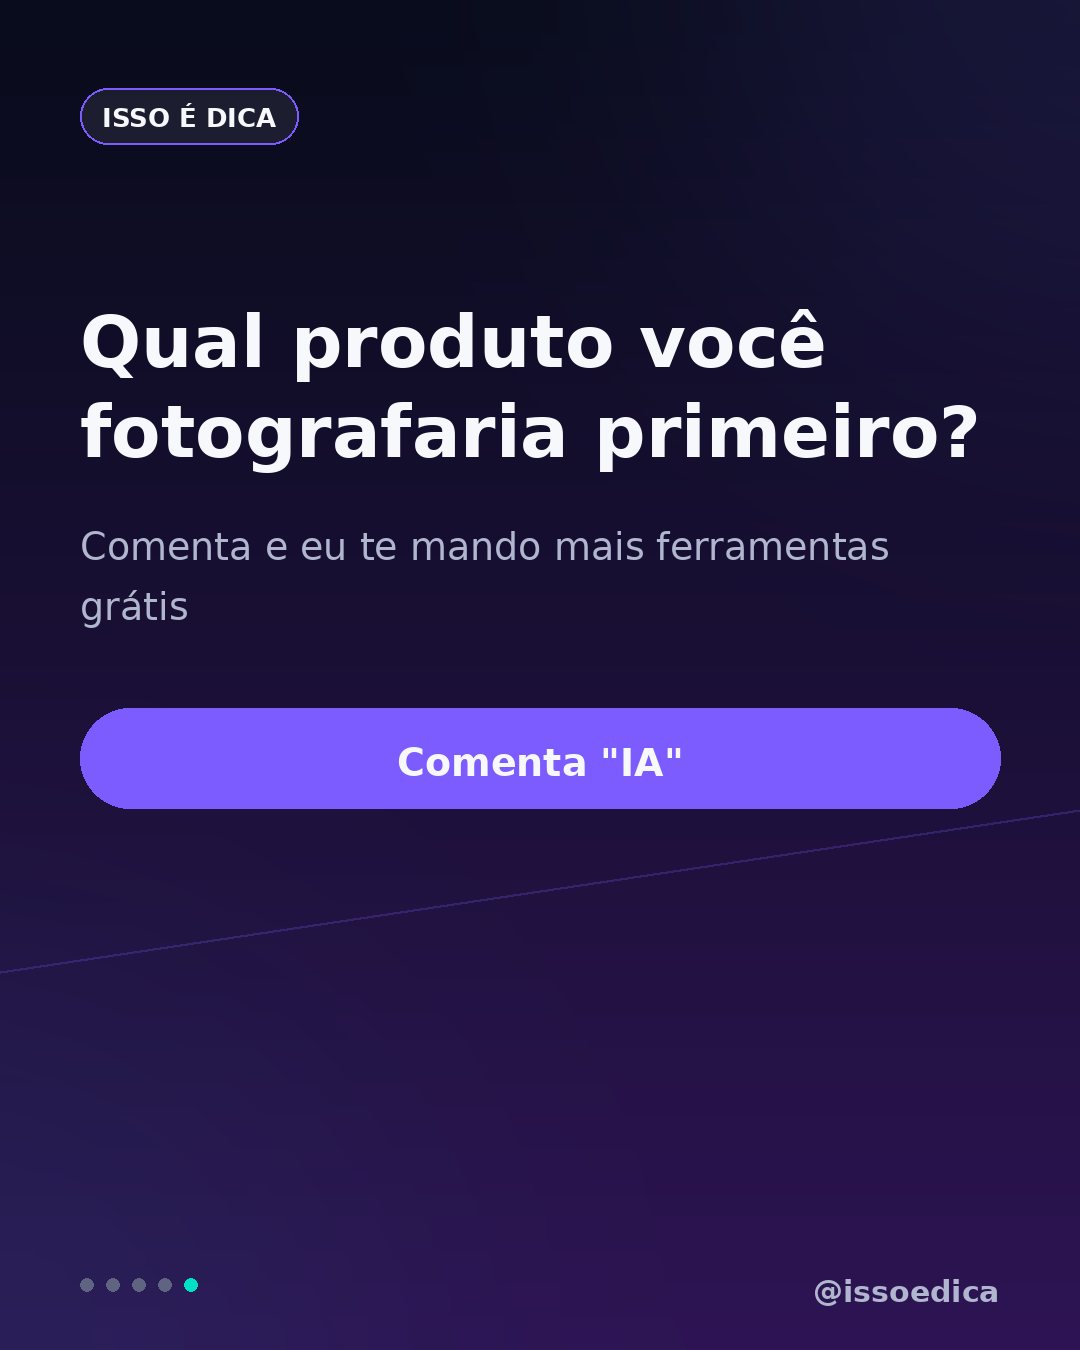 ISSO É DICA
Qual produto você
fotografaria primeiro?
Comenta e eu te mando mais ferramentas
grátis
Comenta "IA"
@issoedica